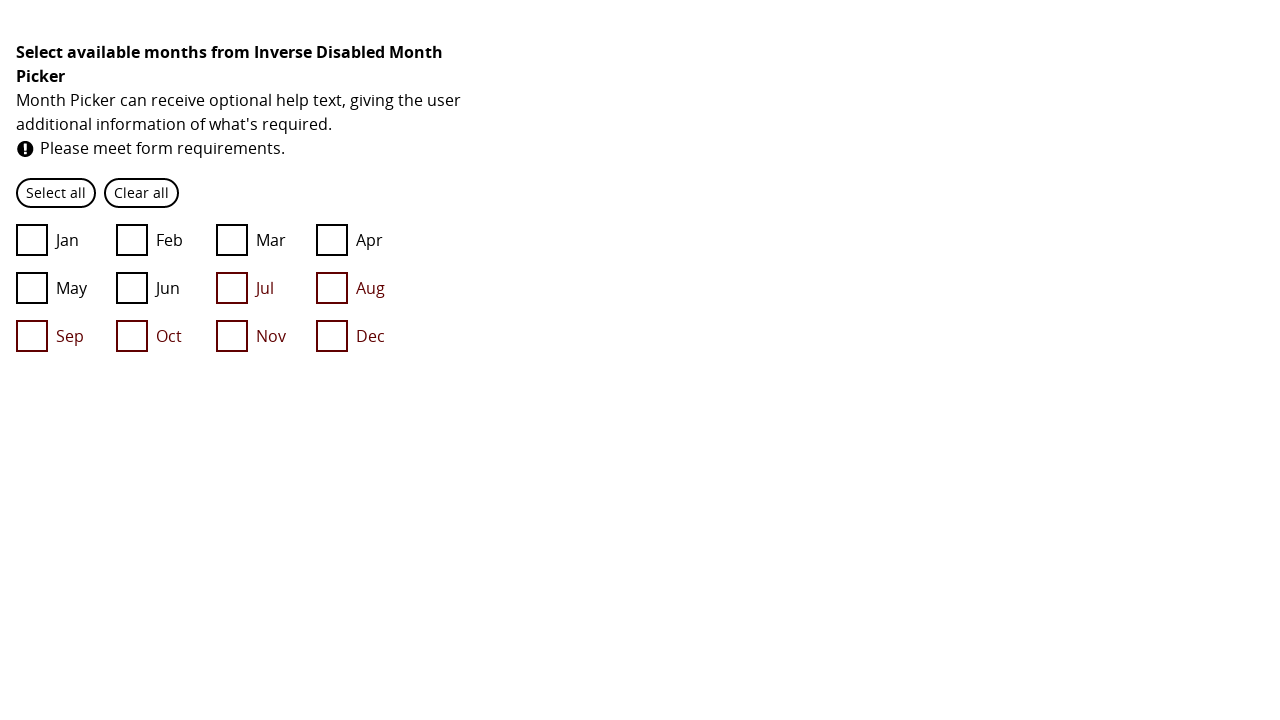 Select available months from Inverse Disabled Month
Picker
Month Picker can receive optional help text, giving the user
additional information of what's required.
Please meet form requirements.
Select all Clear all
Jan Feb Mar Apr
May Jun Jul Aug
Sep Oct Nov Dec